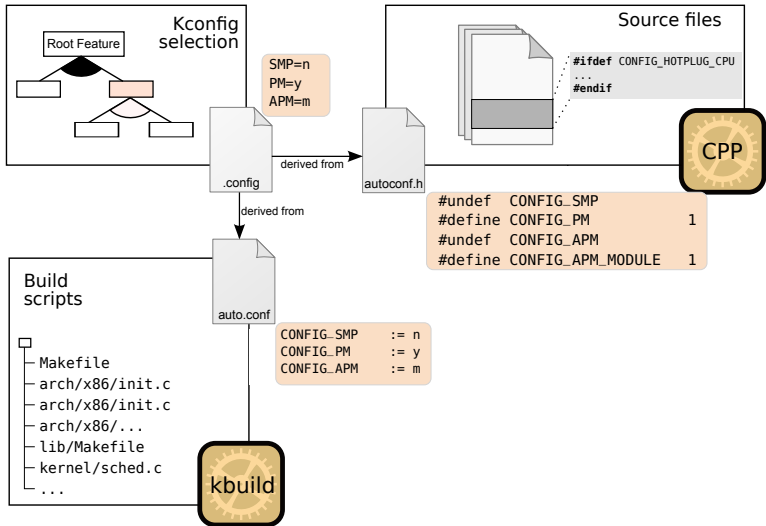 Kconfig
selection
Root Feature
SMP=n
PM=y
APM=m
.config
derived from
derived from
Source files
#ifdef CONFIG_HOTPLUG_CPU
...
#endif
CPP
autoconf.h
#undef CONFIG_SMP
#define CONFIG_PM 1
#undef CONFIG_APM
#define CONFIG_APM_MODULE 1
Build
scripts
auto.conf
CONFIG_SMP := n
CONFIG_PM := y
CONFIG_APM := m
Makefile
arch/x86/init.c
arch/x86/init.c
arch/x86/...
lib/Makefile
kernel/sched.c
...
kbuild